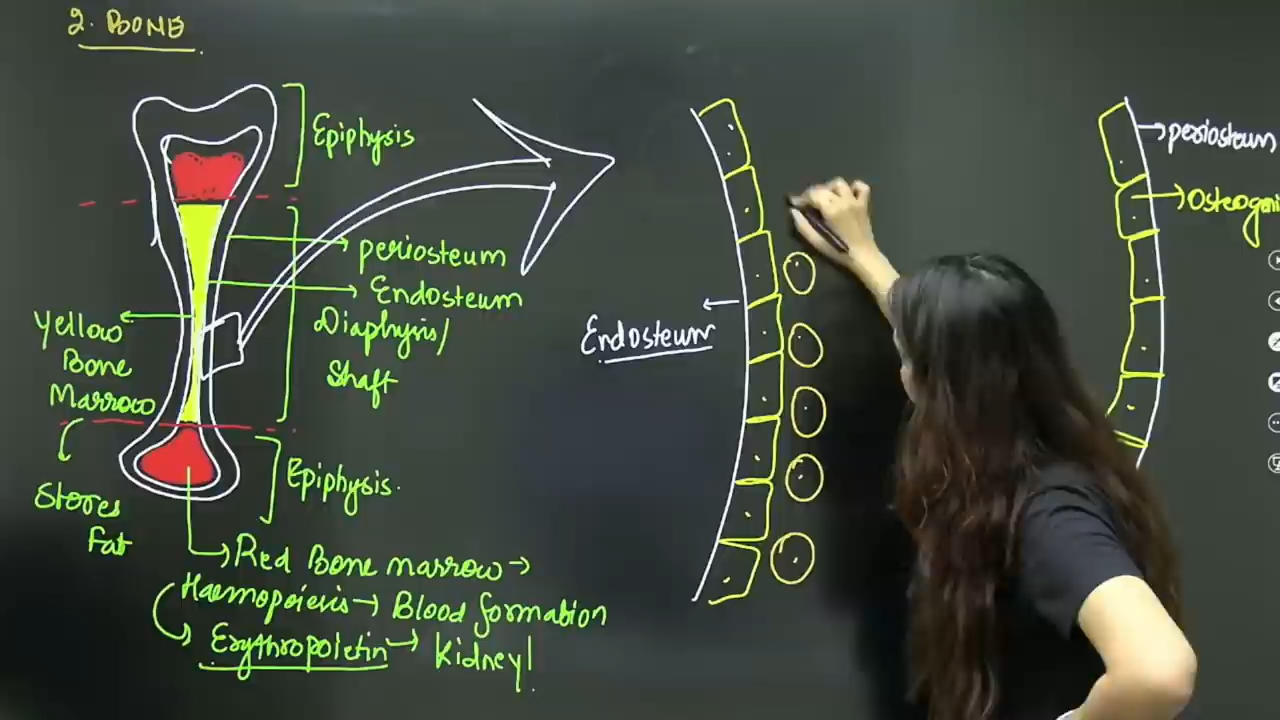 2. BONE
Epiphysis
periosteum
Endosteum
Diaphysis/
Shaft
Yellow
Bone
Marrow
Stores
Fat
Epiphysis.
Red Bone marrow →
Haemopoiesis → Blood formation
Erythropoietin → Kidney!
Endosteum
→ periosteum
→ Osteogni